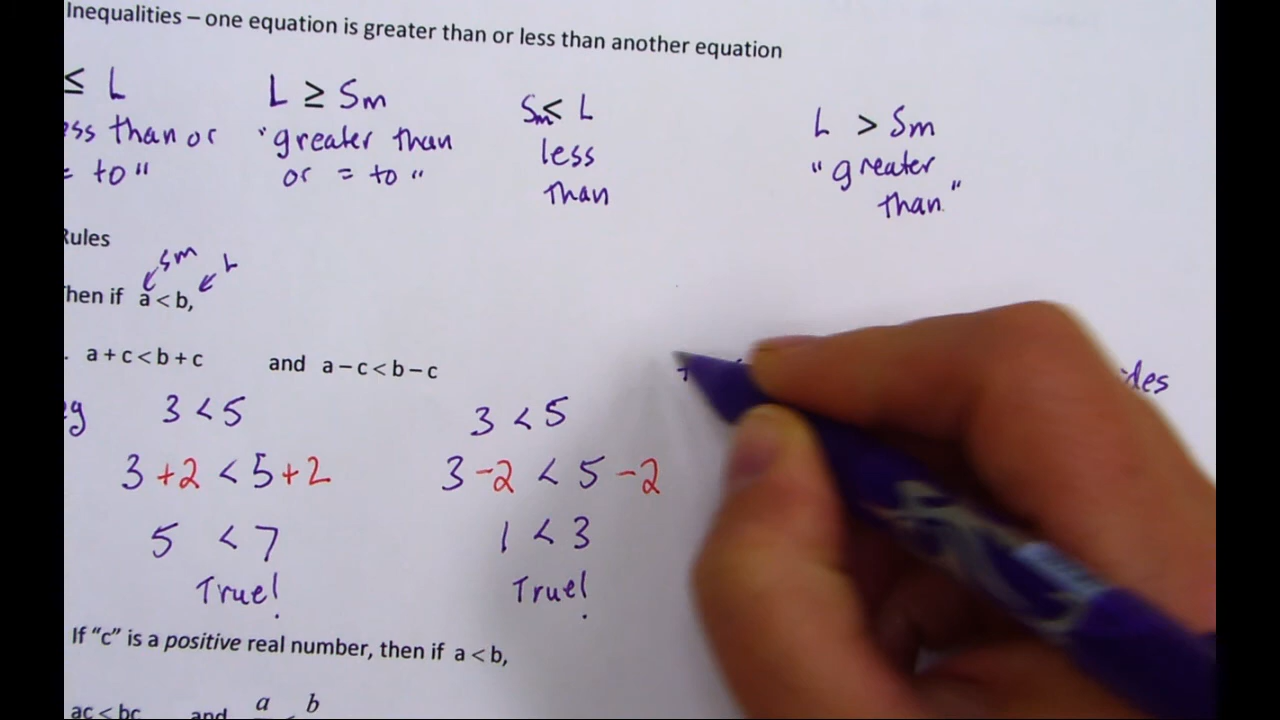 Inequalities – one equation is greater than or less than another equation
≤ L L ≥ Sm Sm< L L > Sm
than or "greater than less "greater
= to" or = to" than than."
Rules
Sm L
if a < b,
a + c < b + c and a – c < b – c
eg 3 < 5 3 < 5
3 +2 < 5 +2 3 -2 < 5 -2
5 < 7 1 < 3
True! True!
If "c" is a positive real number, then if a < b,
ac < bc and a b